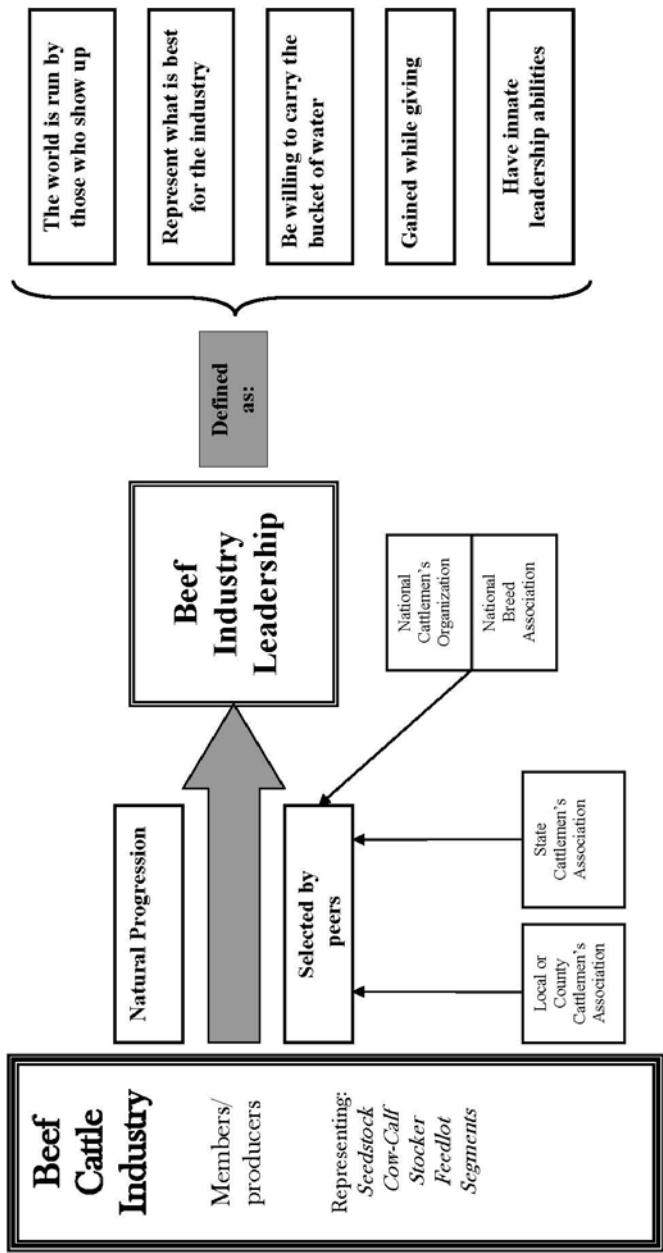 Beef
Cattle
Industry
Members/
producers
Representing:
Seedstock
Cow-Calf
Stocker
Feedlot
Segments
Natural Progression
Selected by
peers
Local or
County
Cattlemen's
Association
State
Cattlemen's
Association
National
Cattlemen's
Organization
National
Breed
Association
Beef
Industry
Leadership
Defined
as:
The world is run by
those who show up
Represent what is best
for the industry
Be willing to carry the
bucket of water
Gained while giving
Have innate
leadership abilities